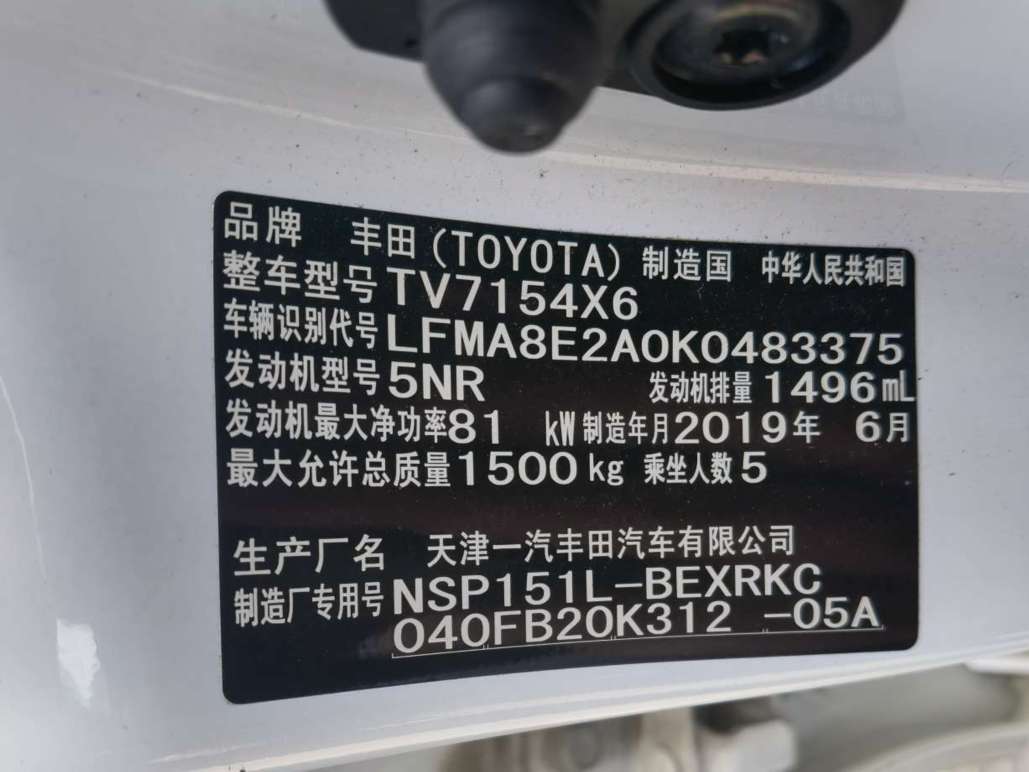 品牌 丰田(TOYOTA) 制造国 中华人民共和国
整车型号 TV7154X6
车辆识别代号 LFMA8E2A0K0483375
发动机型号 5NR 发动机排量 1496 mL
发动机最大净功率 81 kW 制造年月 2019年 6月
最大允许总质量 1500 kg 乘坐人数 5
生产厂名 天津一汽丰田汽车有限公司
制造厂专用号 NSP151L-BEXRKC
040FB20K312 -05A